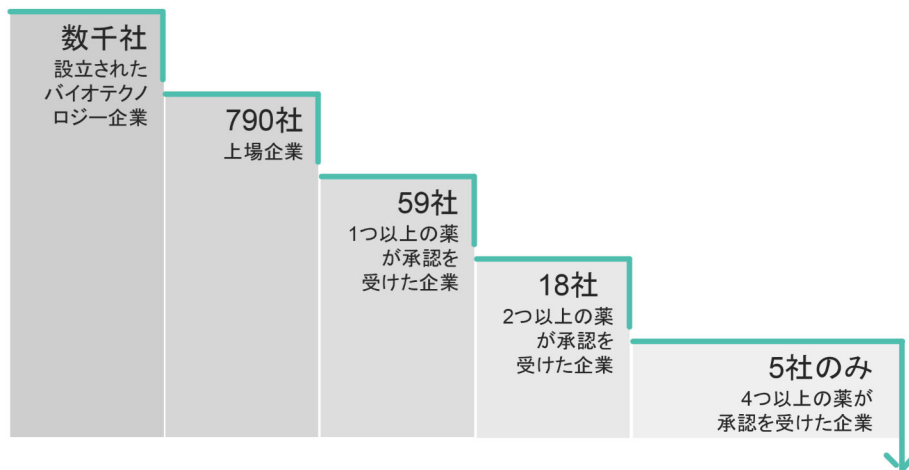 数千社
設立された
バイオテクノ
ロジー企業
790社
上場企業
59社
1つ以上の薬
が承認を
受けた企業
18社
2つ以上の薬
が承認を
受けた企業
5社のみ
4つ以上の薬が
承認を受けた企業